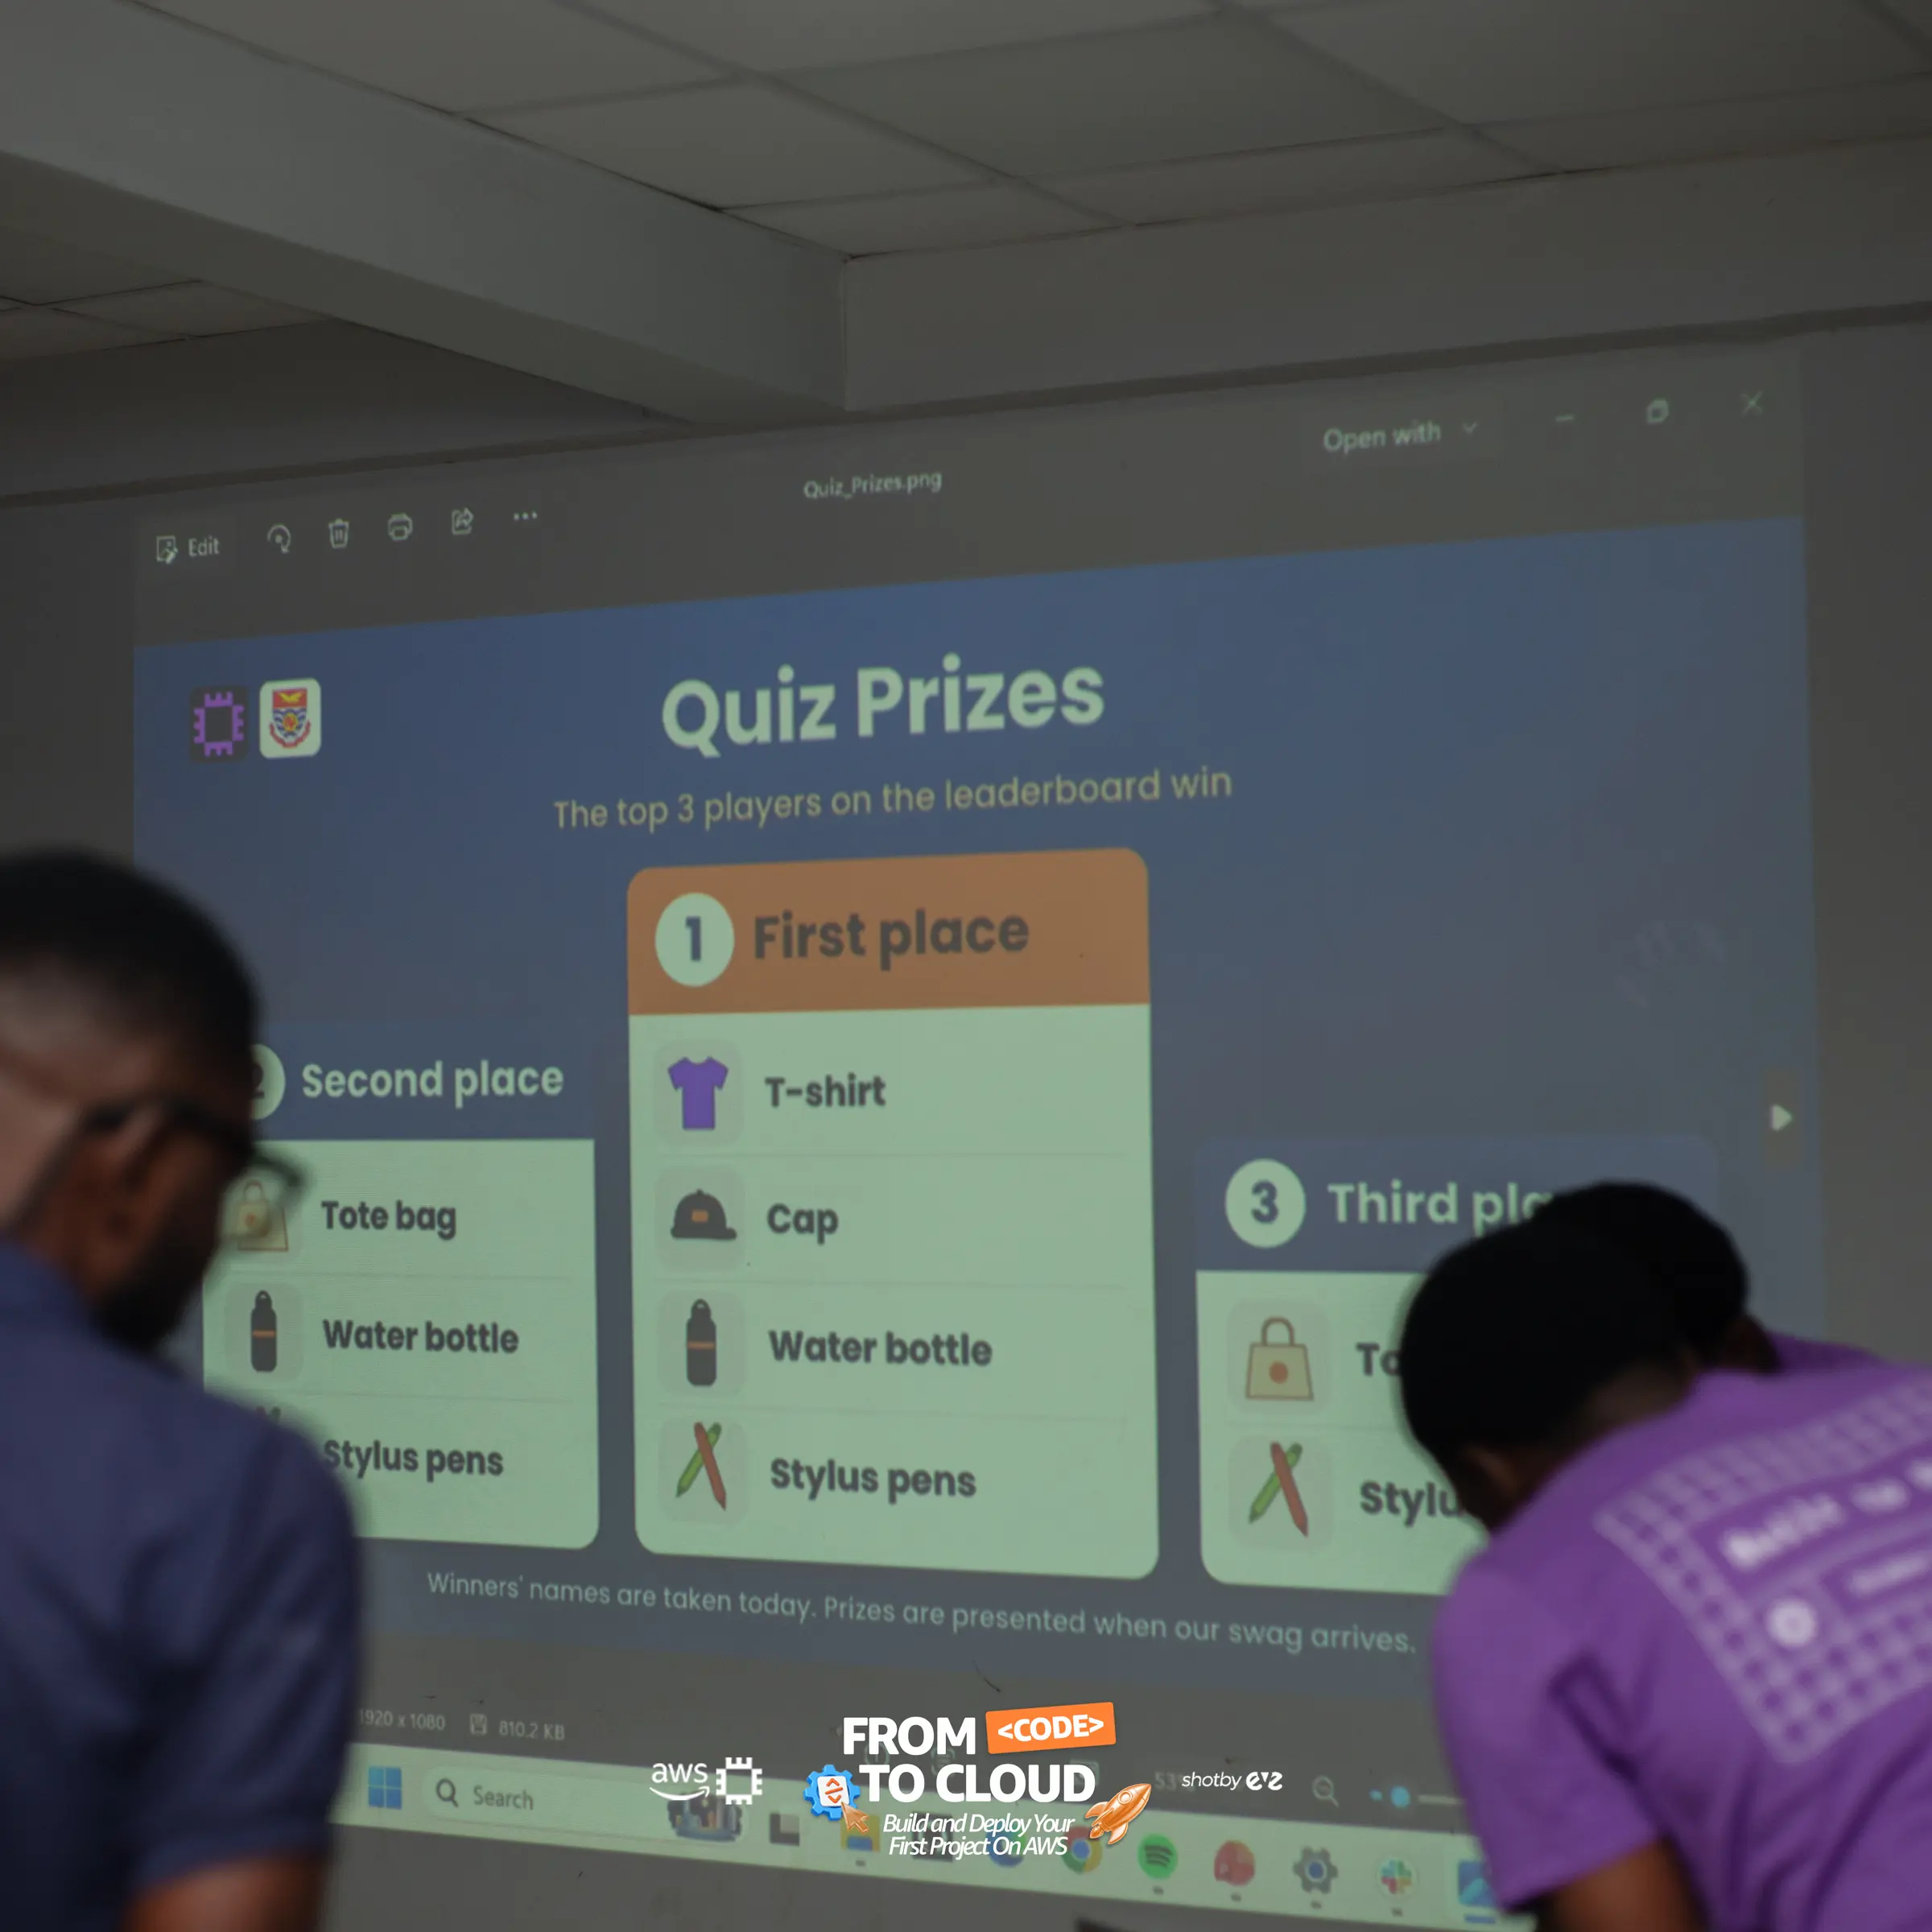 Open with
Quiz_Prizes.png
Edit
Quiz Prizes
The top 3 players on the leaderboard win
1 First place
T-shirt
Cap
Water bottle
Stylus pens
Second place
Tote bag
Water bottle
Stylus pens
3 Third
Winners' names are taken today. Prizes are presented when our swag arrives.
1920 x 1080 810.2 KB
Search
aws
FROM <CODE>
TO CLOUD
Build and Deploy Your
First Project On AWS
shotby